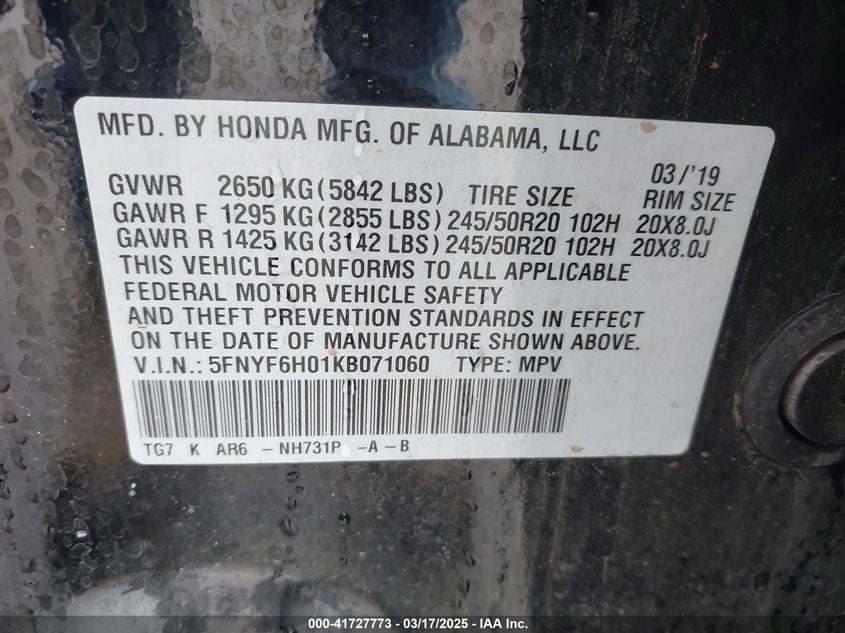 MFD. BY HONDA MFG. OF ALABAMA, LLC
03/'19
GVWR 2650 KG (5842 LBS) TIRE SIZE RIM SIZE
GAWR F 1295 KG (2855 LBS) 245/50R20 102H 20X8.0J
GAWR R 1425 KG (3142 LBS) 245/50R20 102H 20X8.0J
THIS VEHICLE CONFORMS TO ALL APPLICABLE
FEDERAL MOTOR VEHICLE SAFETY
AND THEFT PREVENTION STANDARDS IN EFFECT
ON THE DATE OF MANUFACTURE SHOWN ABOVE.
V.I.N.: 5FNYF6H01KB071060 TYPE: MPV
TG7 K AR6 - NH731P -A - B
000-41727773 — 03/17/2025 — IAA Inc.